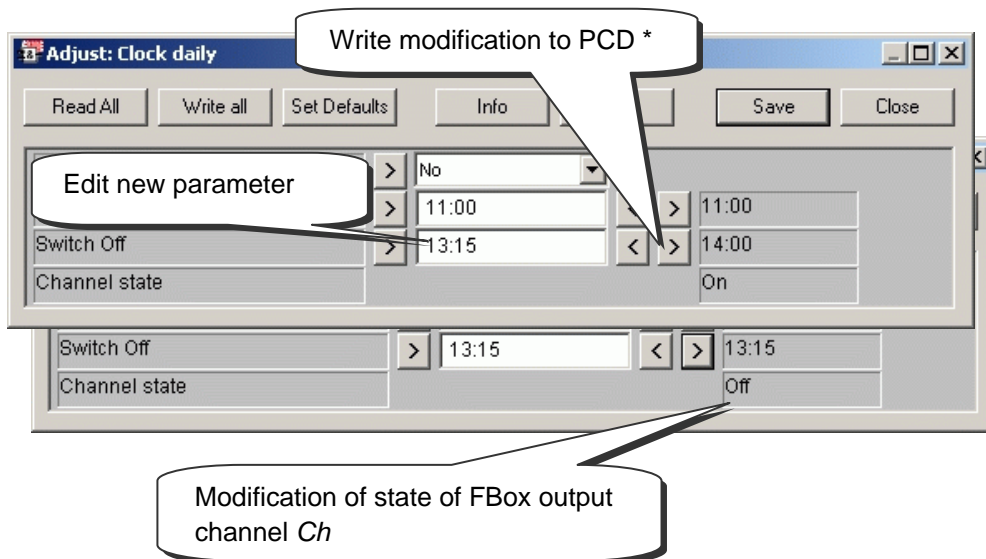 Write modification to PCD *
Adjust: Clock daily
Read All Write all Set Defaults Info Save Close
Edit new parameter
> No
> 11:00 < > 11:00
Switch Off > 13:15 < > 14:00
Channel state On
Switch Off > 13:15 < > 13:15
Channel state Off
Modification of state of FBox output
channel Ch